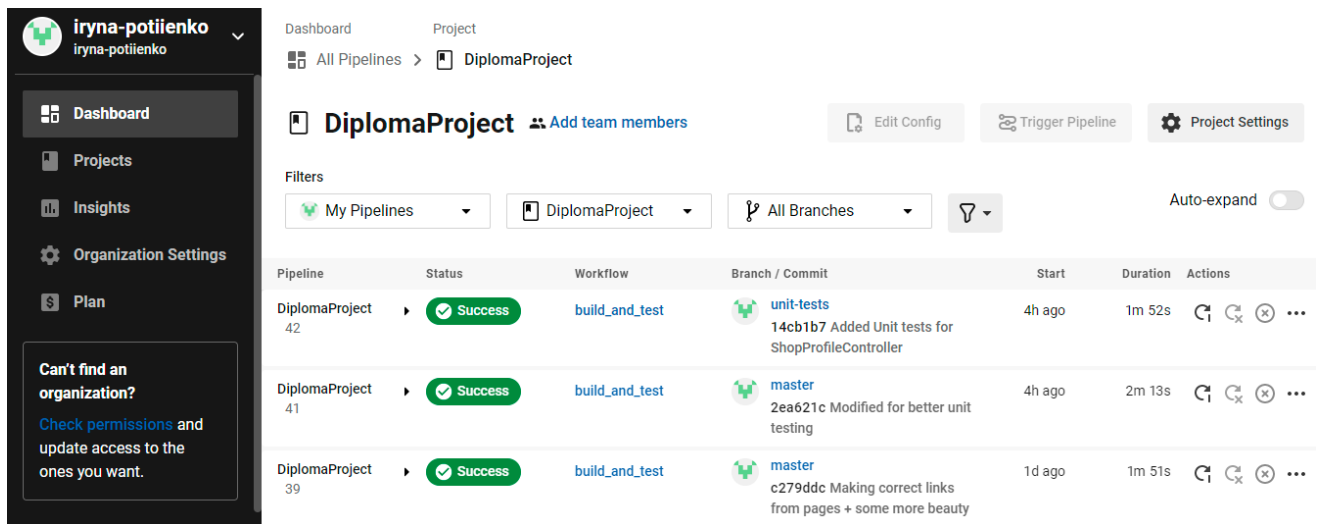 iryna-potiienko
iryna-potiienko
Dashboard
Projects
Insights
Organization Settings
Plan
Can't find an
organization?
Check permissions and
update access to the
ones you want.
Dashboard Project
All Pipelines > DiplomaProject
DiplomaProject Add team members Edit Config Trigger Pipeline Project Settings
Filters
My Pipelines DiplomaProject All Branches Auto-expand
Pipeline Status Workflow Branch / Commit Start Duration Actions
DiplomaProject Success build_and_test unit-tests 4h ago 1m 52s
42 14cb1b7 Added Unit tests for
ShopProfileController
DiplomaProject Success build_and_test master 4h ago 2m 13s
41 2ea621c Modified for better unit
testing
DiplomaProject Success build_and_test master 1d ago 1m 51s
39 c279ddc Making correct links
from pages + some more beauty